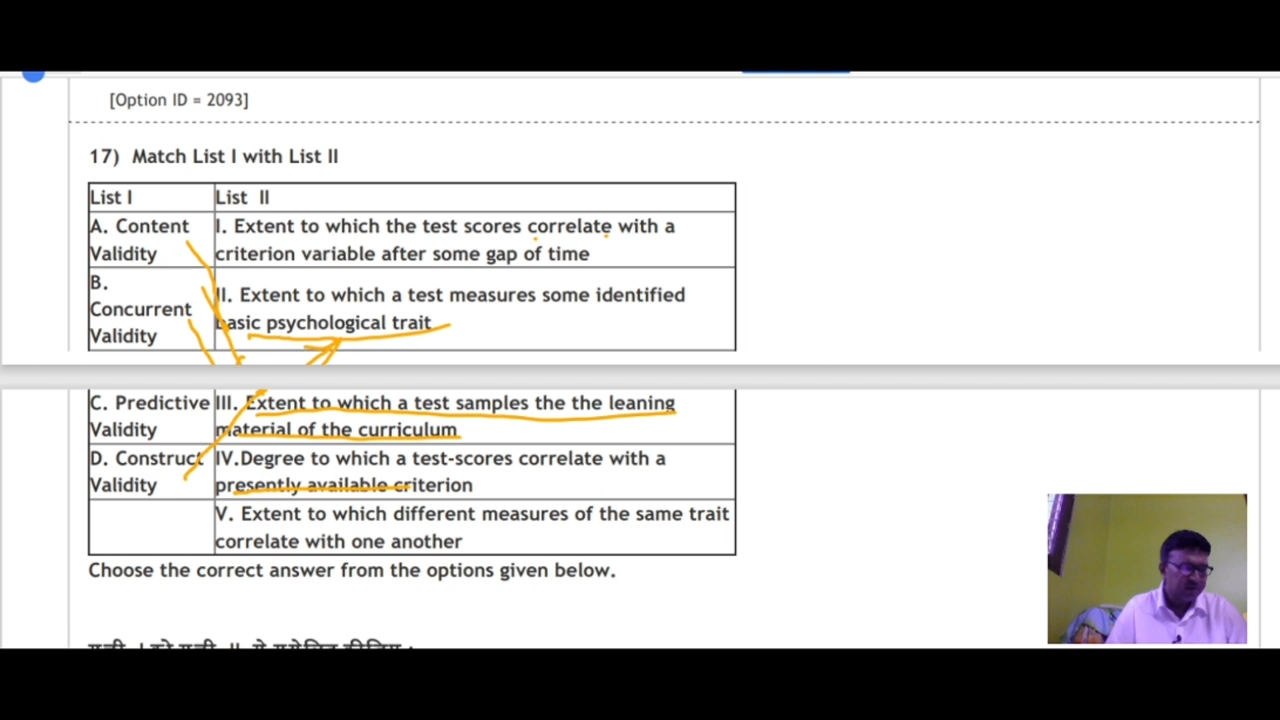 [Option ID = 2093]
17) Match List I with List II
List I List II
A. Content Validity I. Extent to which the test scores correlate with a
criterion variable after some gap of time
B. Concurrent Validity II. Extent to which a test measures some identified
basic psychological trait
C. Predictive Validity III. Extent to which a test samples the the leaning
material of the curriculum
D. Construct Validity IV.Degree to which a test-scores correlate with a
presently available criterion
V. Extent to which different measures of the same trait
correlate with one another
Choose the correct answer from the options given below.